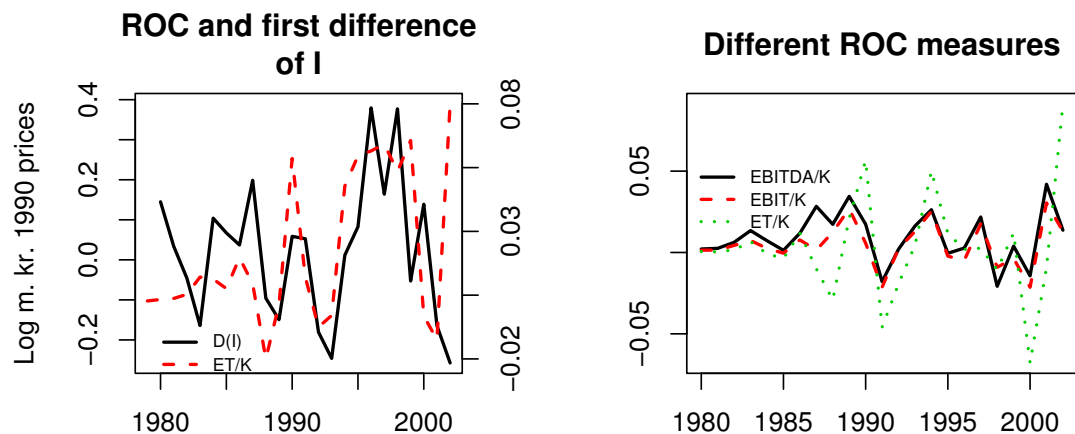 ROC and first difference
of I
Log m. kr. 1990 prices
0.4
0.2
0.0
−0.2
0.08
0.03
−0.02
D(I)
ET/K
1980
1990
2000
Different ROC measures
0.05
−0.05
EBITDA/K
EBIT/K
ET/K
1980
1985
1990
1995
2000